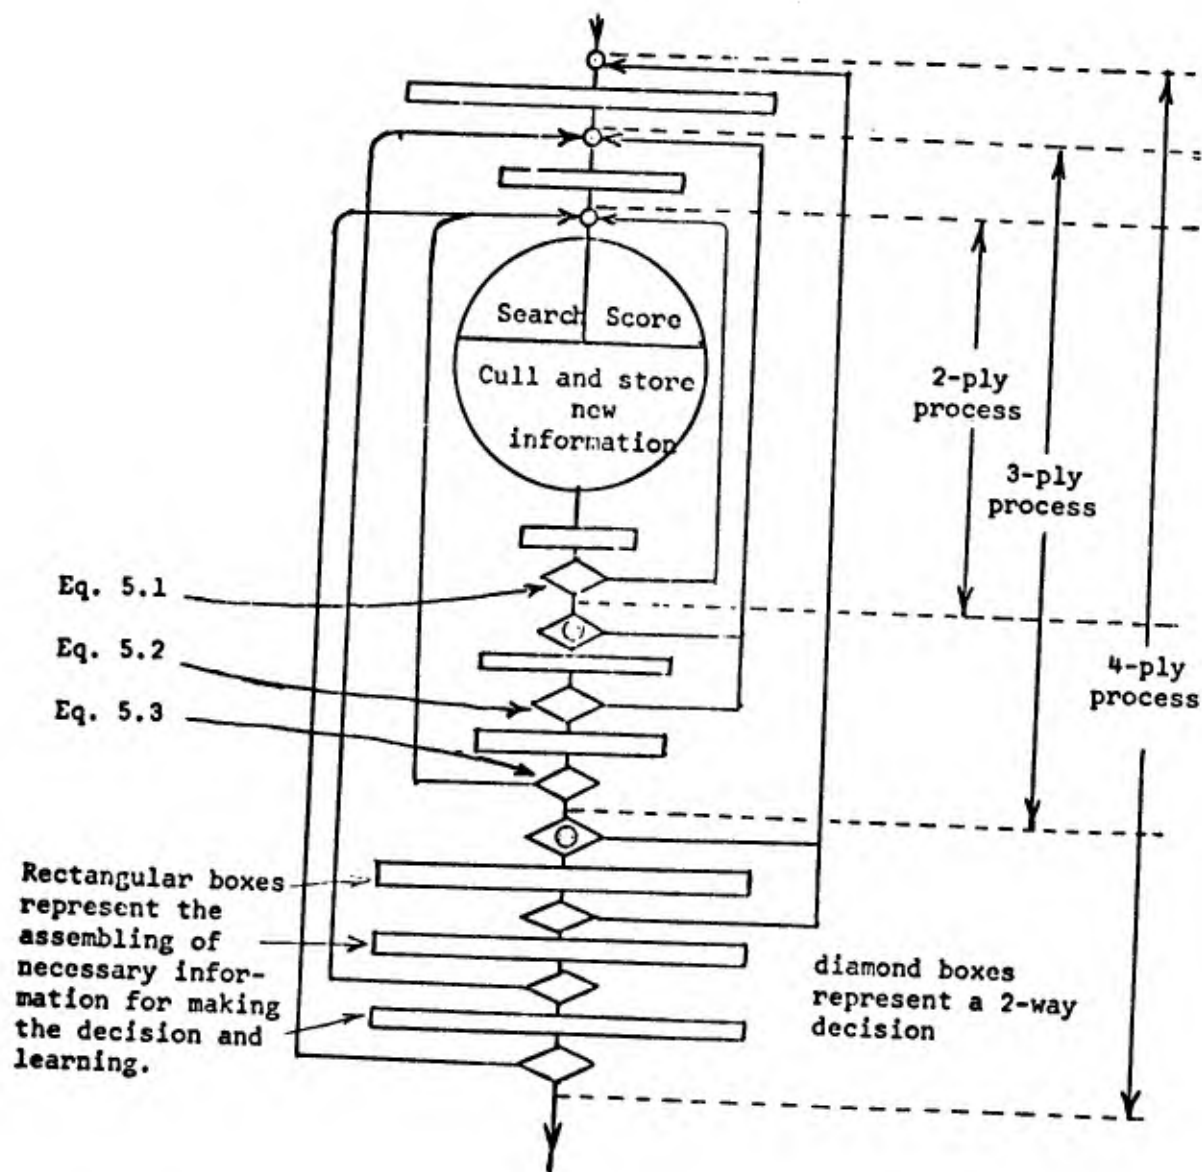 Search Score
Cull and store
new
information
2-ply
process
3-ply
process
4-ply
process
Eq. 5.1
Eq. 5.2
Eq. 5.3
Rectangular boxes
represent the
assembling of
necessary infor-
mation for making
the decision and
learning.
diamond boxes
represent a 2-way
decision